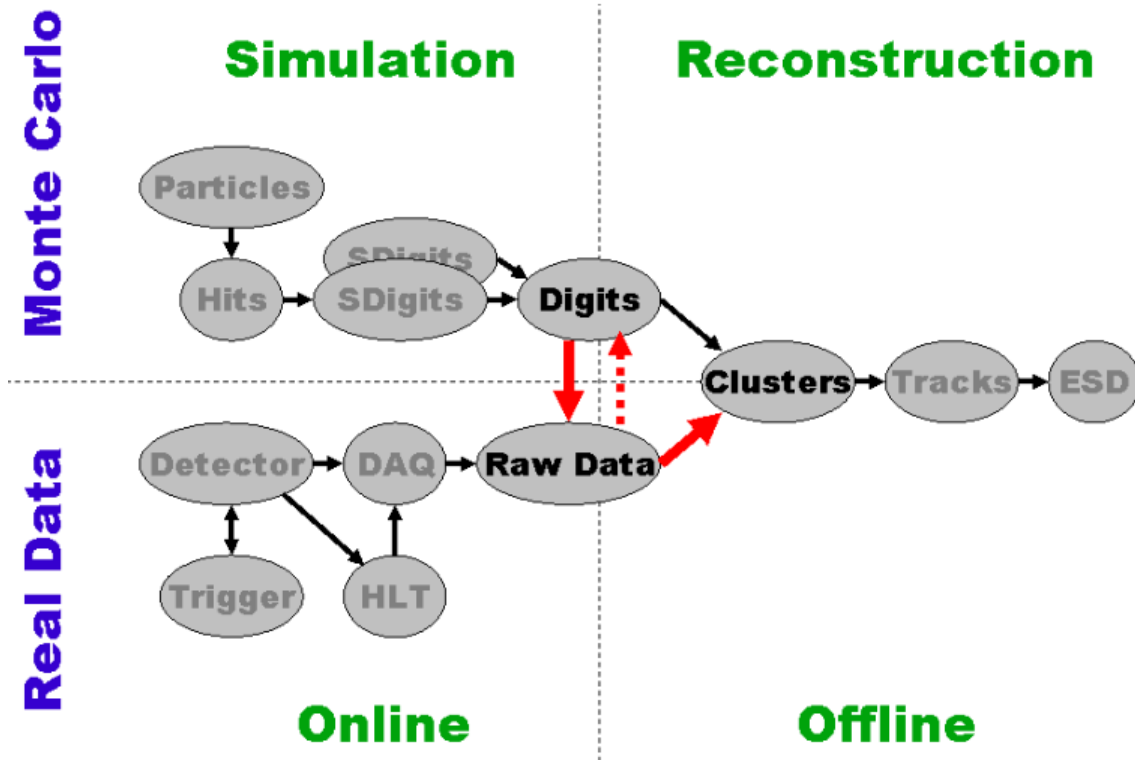 Monte Carlo
Simulation
Reconstruction
Particles
SDigits
Hits
SDigits
Digits
Clusters
Tracks
ESD
Real Data
Detector
DAQ
Raw Data
Trigger
HLT
Online
Offline